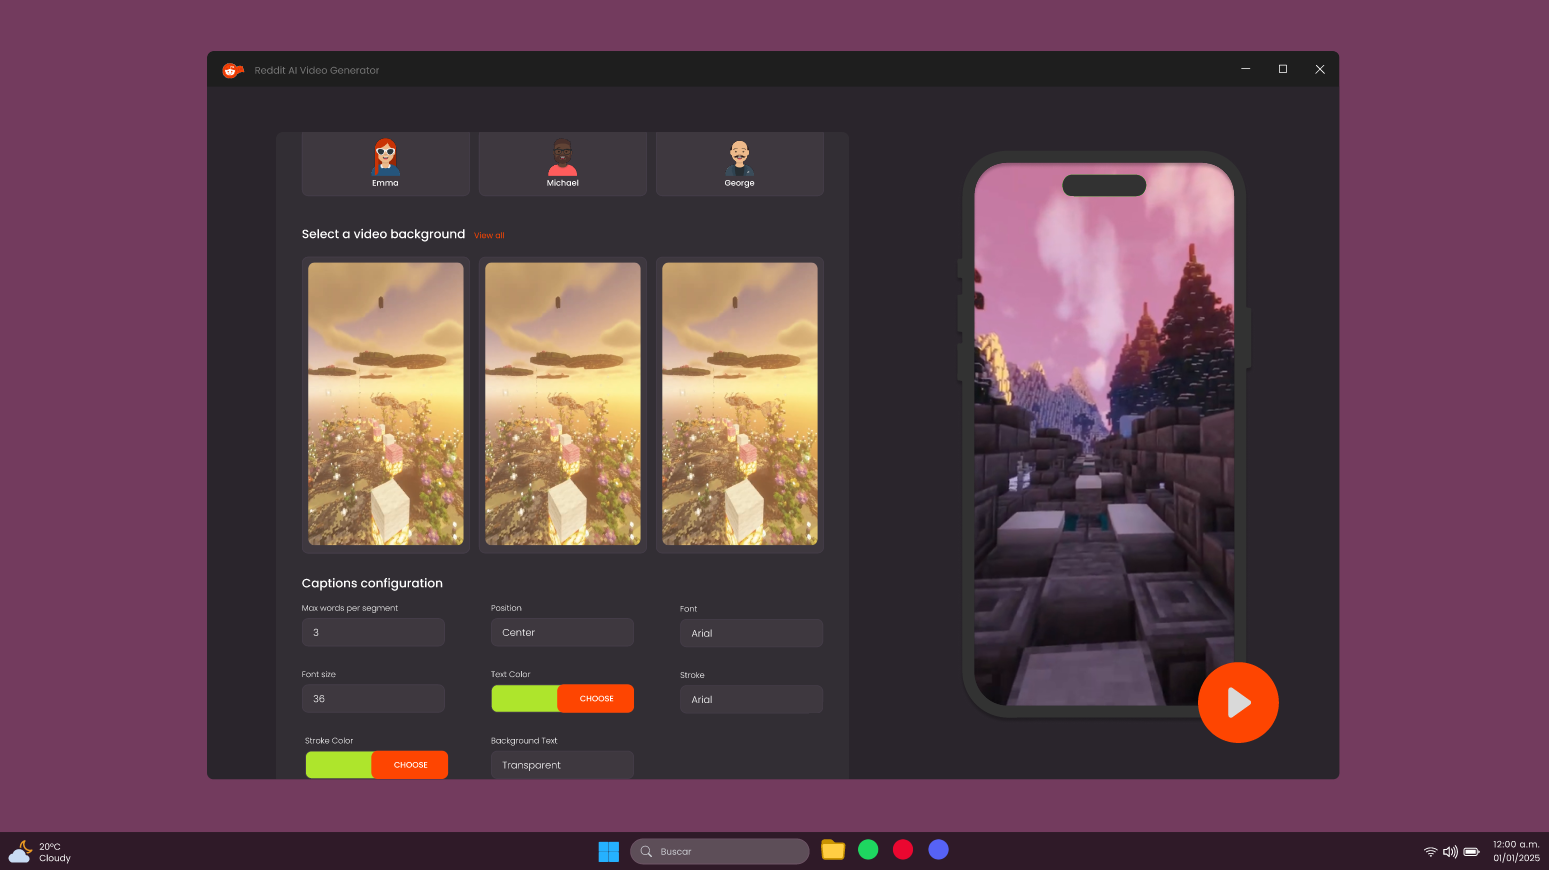 Reddit AI Video Generator
Emma
Michael
George
Select a video background View all
Captions configuration
Max words per segment
Position
Font
3
Center
Arial
Font size
Text Color
Stroke
36
CHOOSE
Arial
Stroke Color
Background Text
CHOOSE
Transparent
20°C
Cloudy
Buscar
12:00 a.m.
01/01/2025